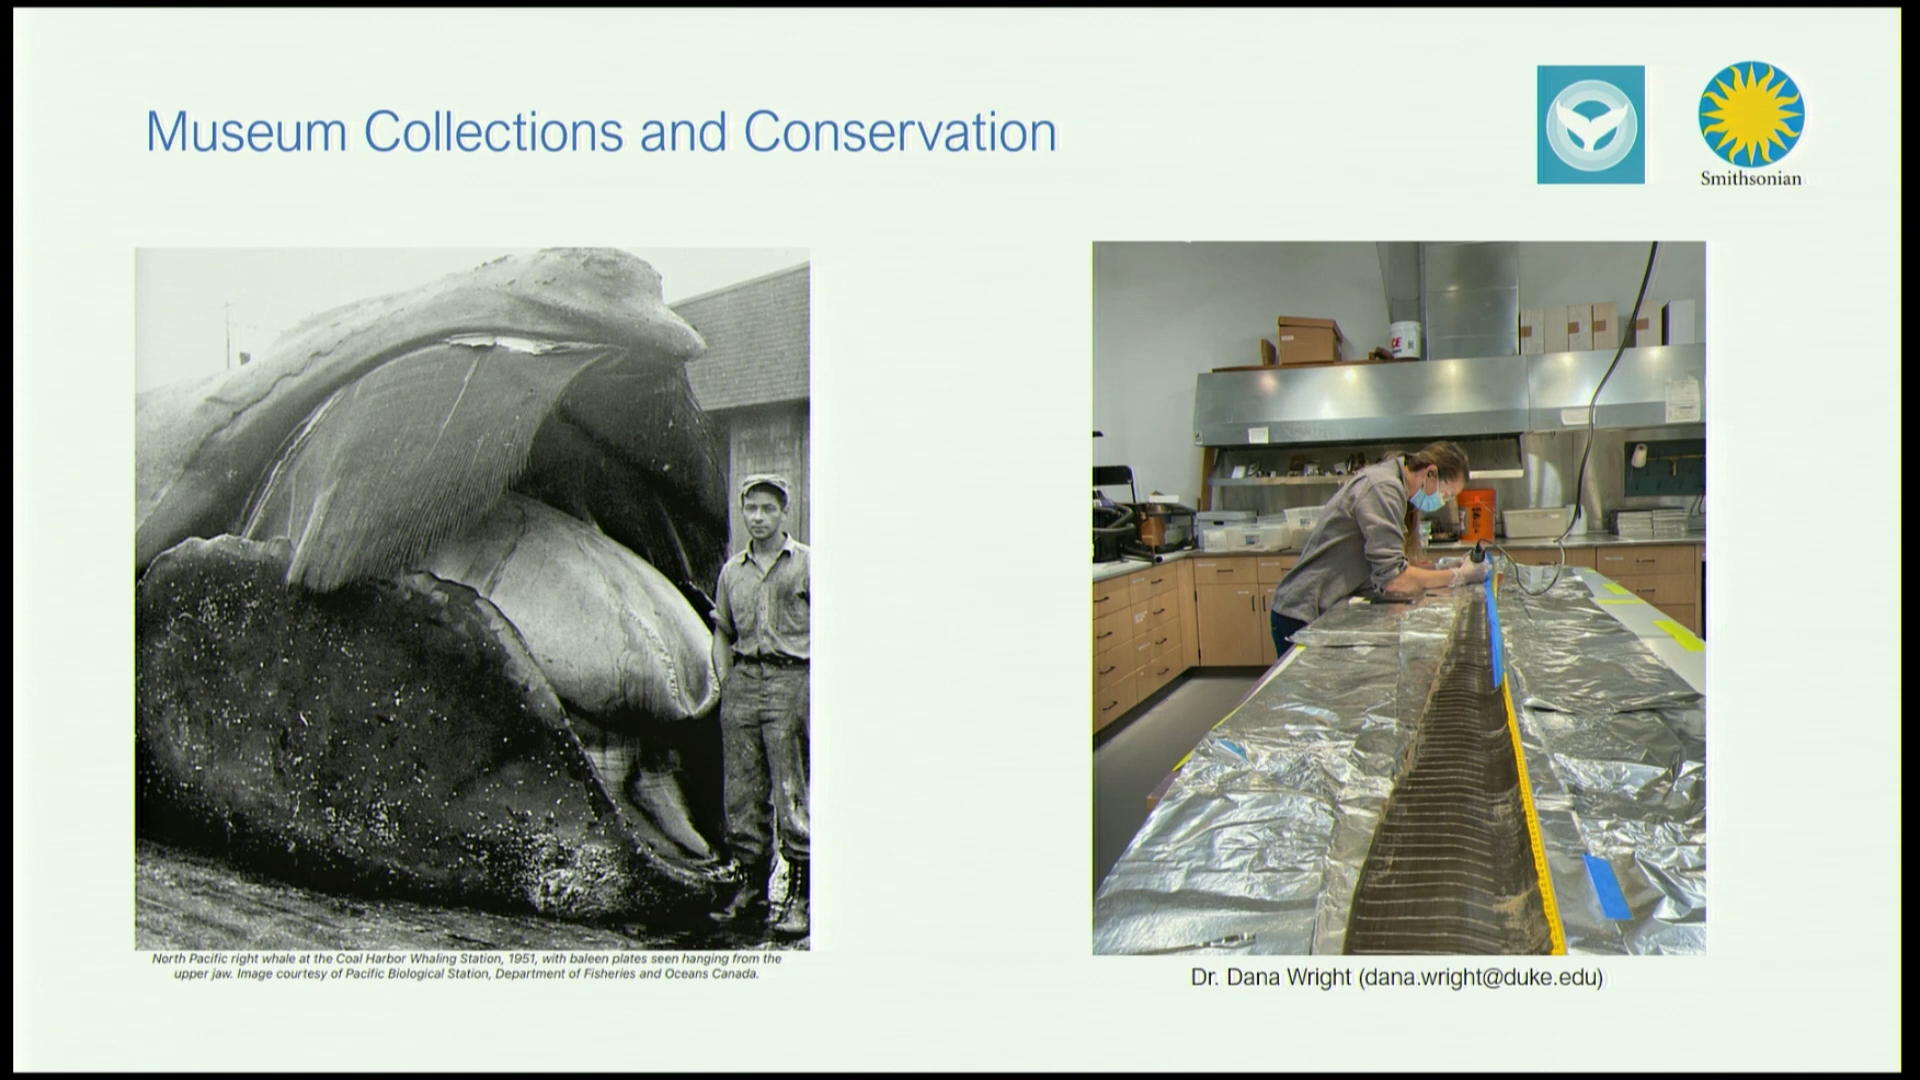 Museum Collections and Conservation
Smithsonian
North Pacific right whale at the Coal Harbor Whaling Station, 1951, with baleen plates seen hanging from the
upper jaw. Image courtesy of Pacific Biological Station, Department of Fisheries and Oceans Canada.
Dr. Dana Wright (dana.wright@duke.edu)